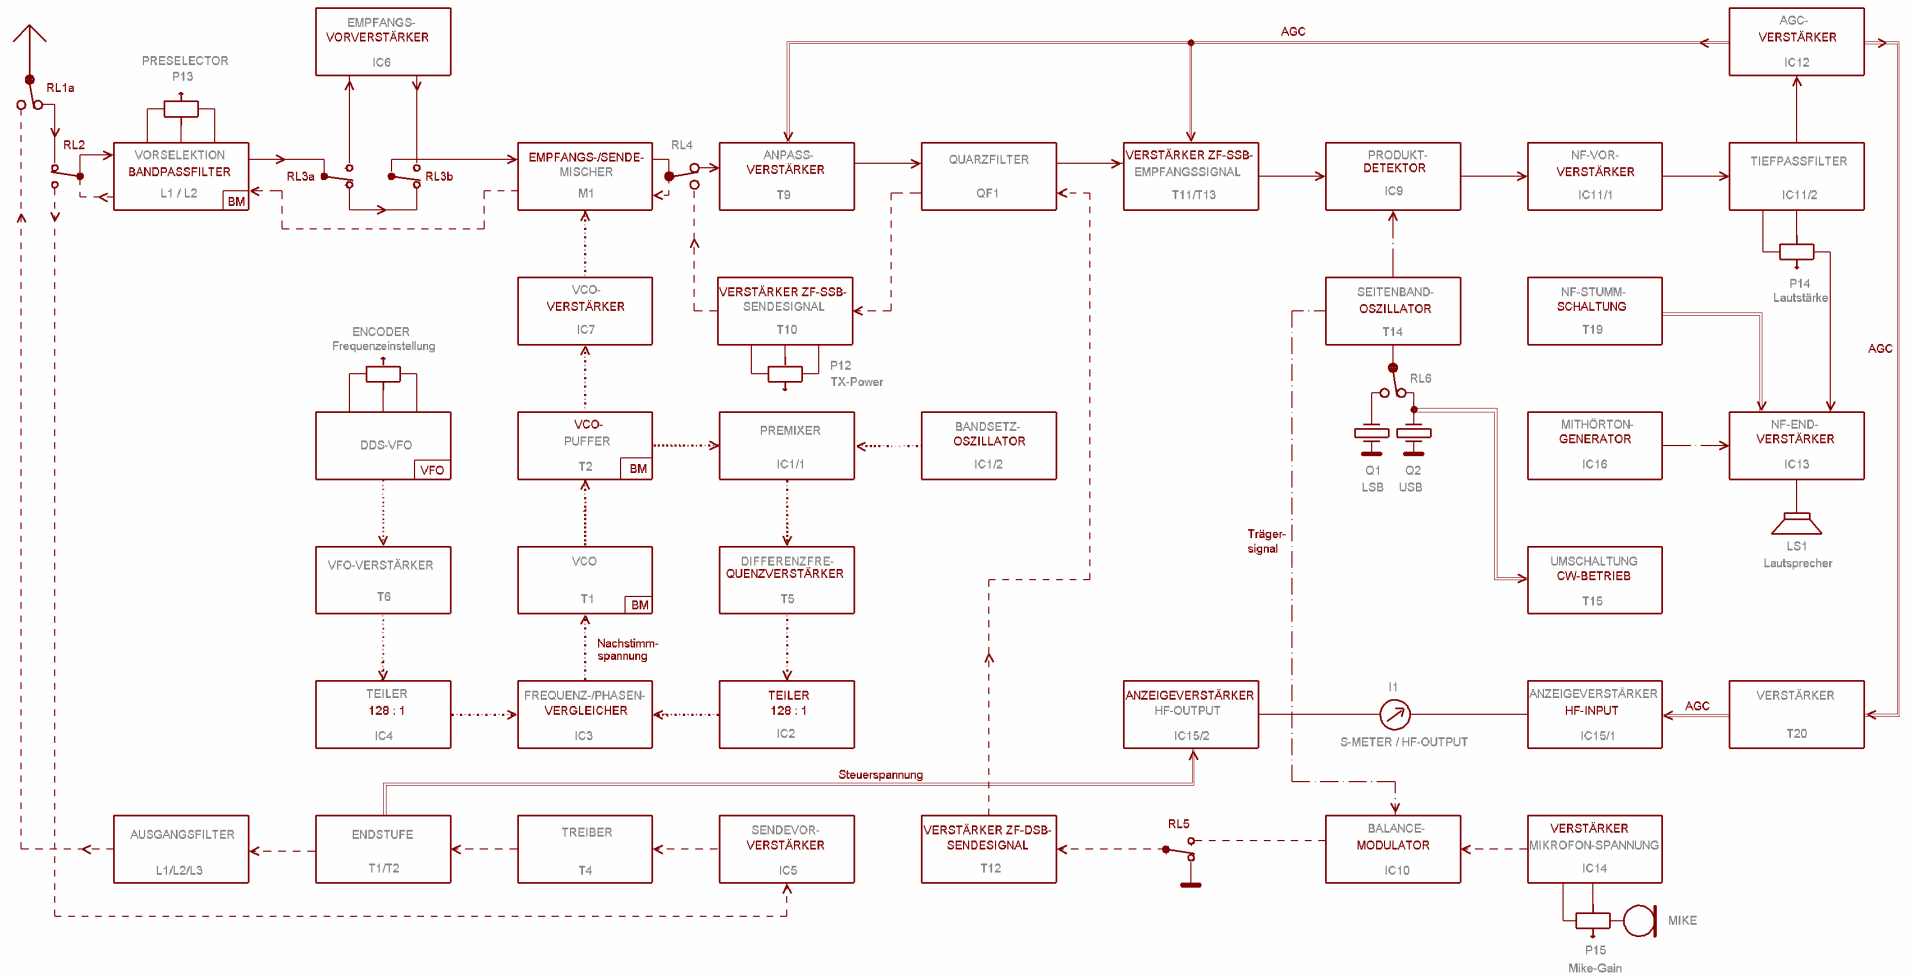 EMPFANGS-
VORVERSTÄRKER
IC6
AGC
AGC-
VERSTÄRKER
IC12
PRESELECTOR
P13
RL1a
RL2
VORSELEKTION
BANDPASSFILTER
L1 / L2
BM
RL3a
RL3b
EMPFANGS-/SENDE-
MISCHER
M1
RL4
ANPASS-
VERSTÄRKER
T9
QUARZFILTER
QF1
VERSTÄRKER ZF-SSB-
EMPFANGSSIGNAL
T11/T13
PRODUKT-
DETEKTOR
IC9
NF-VOR-
VERSTÄRKER
IC11/1
TIEFPASSFILTER
IC11/2
P14
Lautstärke
VCO-
VERSTÄRKER
IC7
VERSTÄRKER ZF-SSB-
SENDESIGNAL
T10
P12
TX-Power
SEITENBAND-
OSZILLATOR
T14
NF-STUMM-
SCHALTUNG
T19
AGC
ENCODER
Frequenzeinstellung
RL6
DDS-VFO
VFO
VCO-
PUFFER
T2
BM
PREMIXER
IC1/1
BANDSETZ-
OSZILLATOR
IC1/2
Q1
LSB
Q2
USB
MITHÖRTON-
GENERATOR
IC16
NF-END-
VERSTÄRKER
IC13
LS1
Lautsprecher
Träger-
signal
VFO-VERSTÄRKER
T6
VCO
T1
BM
DIFFERENZFRE-
QUENZVERSTÄRKER
T5
UMSCHALTUNG
CW-BETRIEB
T15
Nachstimm-
spannung
TEILER
128 : 1
IC4
FREQUENZ-/PHASEN-
VERGLEICHER
IC3
TEILER
128 : 1
IC2
ANZEIGEVERSTÄRKER
HF-OUTPUT
IC15/2
I1
S-METER / HF-OUTPUT
ANZEIGEVERSTÄRKER
HF-INPUT
IC15/1
AGC
VERSTÄRKER
T20
Steuerspannung
AUSGANGSFILTER
L1/L2/L3
ENDSTUFE
T1/T2
TREIBER
T4
SENDEVOR-
VERSTÄRKER
IC5
VERSTÄRKER ZF-DSB-
SENDESIGNAL
T12
RL5
BALANCE-
MODULATOR
IC10
VERSTÄRKER
MIKROFON-SPANNUNG
IC14
MIKE
P15
Mike-Gain